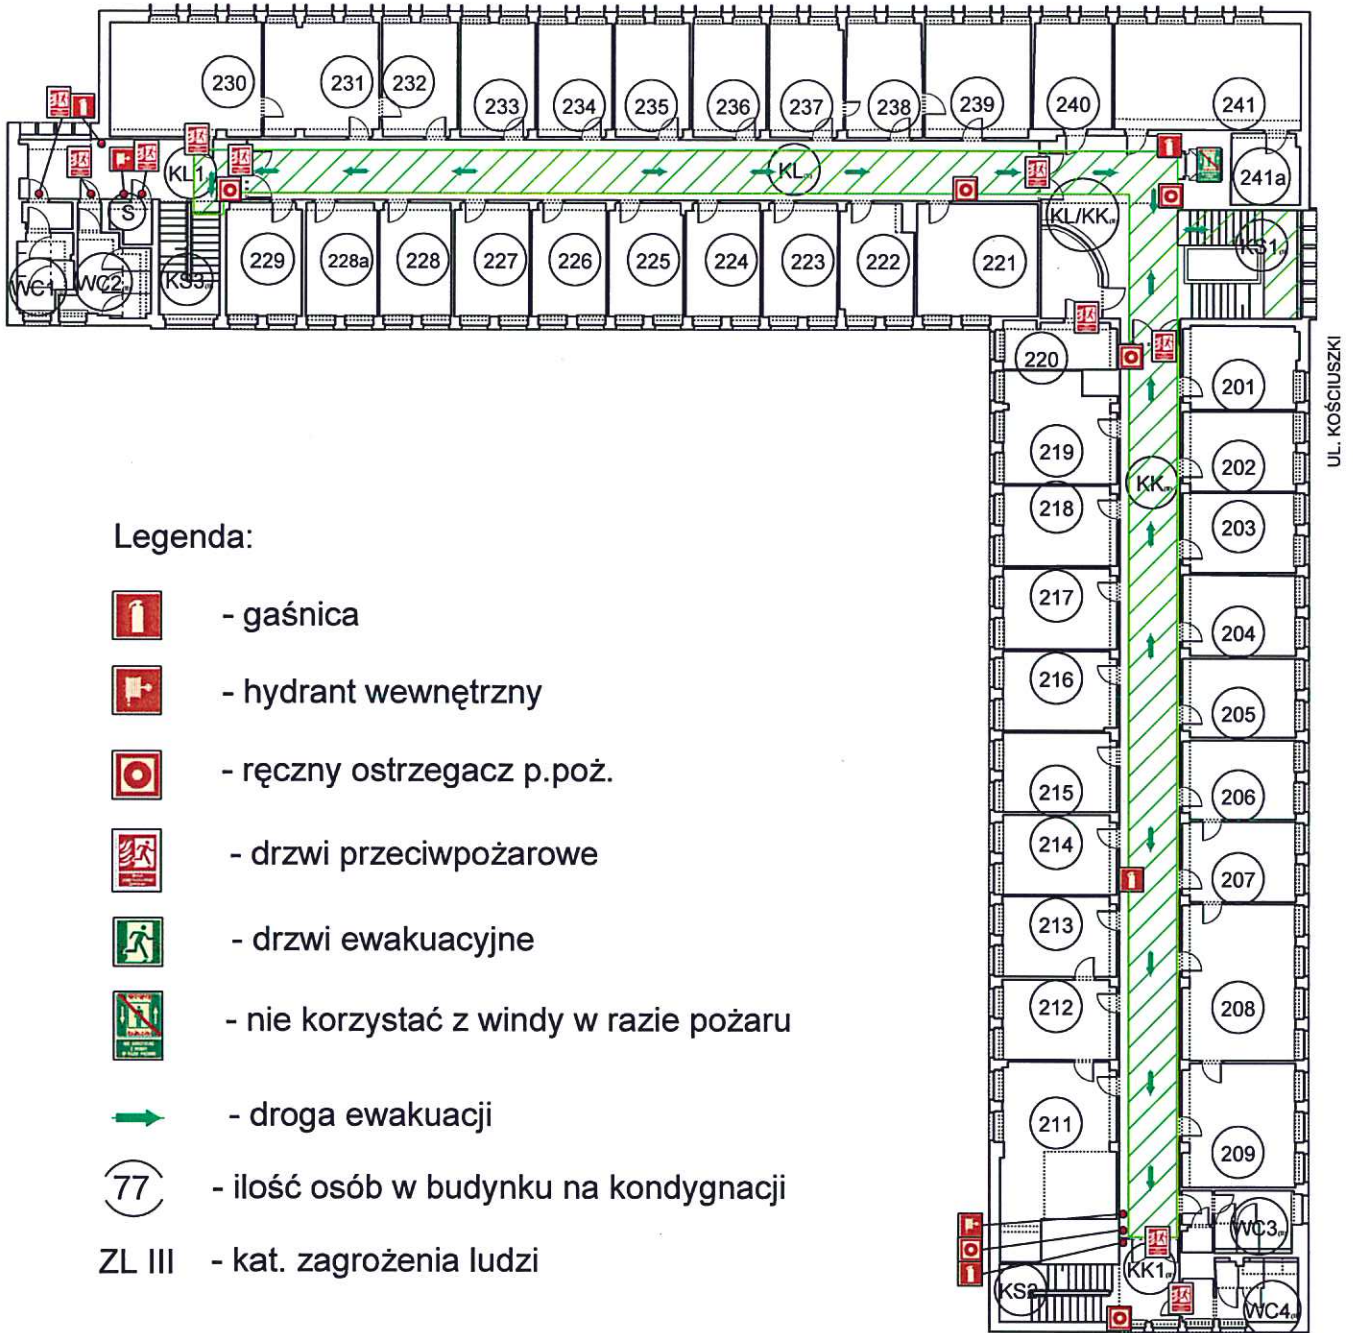 230
231
232
233
234
235
236
237
238
239
240
241
KL1
KL
241a
S
KL/KK
KS1
WC1
WC2
KS3
229
228a
228
227
226
225
224
223
222
221
220
201
UL. KOŚCIUSZKI
219
202
KK
218
203
217
204
216
205
215
206
214
207
213
212
208
211
209
WC3
KK1
KS2
WC4
Legenda:
- gaśnica
- hydrant wewnętrzny
- ręczny ostrzegacz p.poż.
- drzwi przeciwpożarowe
- drzwi ewakuacyjne
- nie korzystać z windy w razie pożaru
- droga ewakuacji
77 - ilość osób w budynku na kondygnacji
ZL III - kat. zagrożenia ludzi